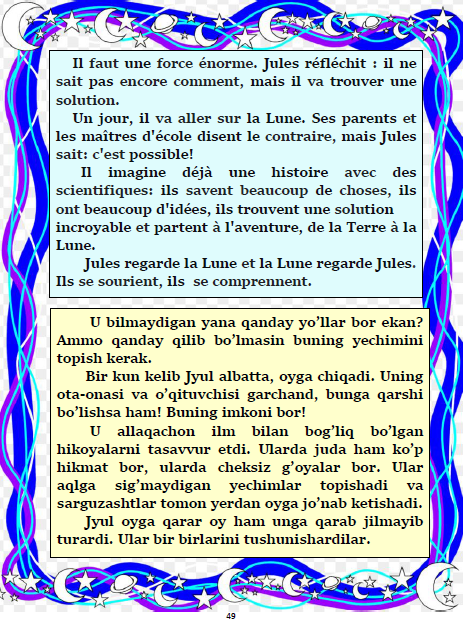 Il faut une force énorme. Jules réfléchit : il ne
sait pas encore comment, mais il va trouver une
solution.
Un jour, il va aller sur la Lune. Ses parents et
les maîtres d'école disent le contraire, mais Jules
sait: c'est possible!
Il imagine déjà une histoire avec des
scientifiques: ils savent beaucoup de choses, ils
ont beaucoup d'idées, ils trouvent une solution
incroyable et partent à l'aventure, de la Terre à la
Lune.
Jules regarde la Lune et la Lune regarde Jules.
Ils se sourient, ils se comprennent.
U bilmaydigan yana qanday yo’llar bor ekan?
Ammo qanday qilib bo’lmasin buning yechimini
topish kerak.
Bir kun kelib Jyul albatta, oyga chiqadi. Uning
ota-onasi va o’qituvchisi garchand, bunga qarshi
bo’lishsa ham! Buning imkoni bor!
U allaqachon ilm bilan bog’liq bo’lgan
hikoyalarni tasavvur etdi. Ularda juda ham ko’p
hikmat bor, ularda cheksiz g’oyalar bor. Ular
aqlga sig’maydigan yechimlar topishadi va
sarguzashtlar tomon yerdan oyga jo’nab ketishadi.
Jyul oyga qarar oy ham unga qarab jilmayib
turardi. Ular bir birlarini tushunishardilar.
49